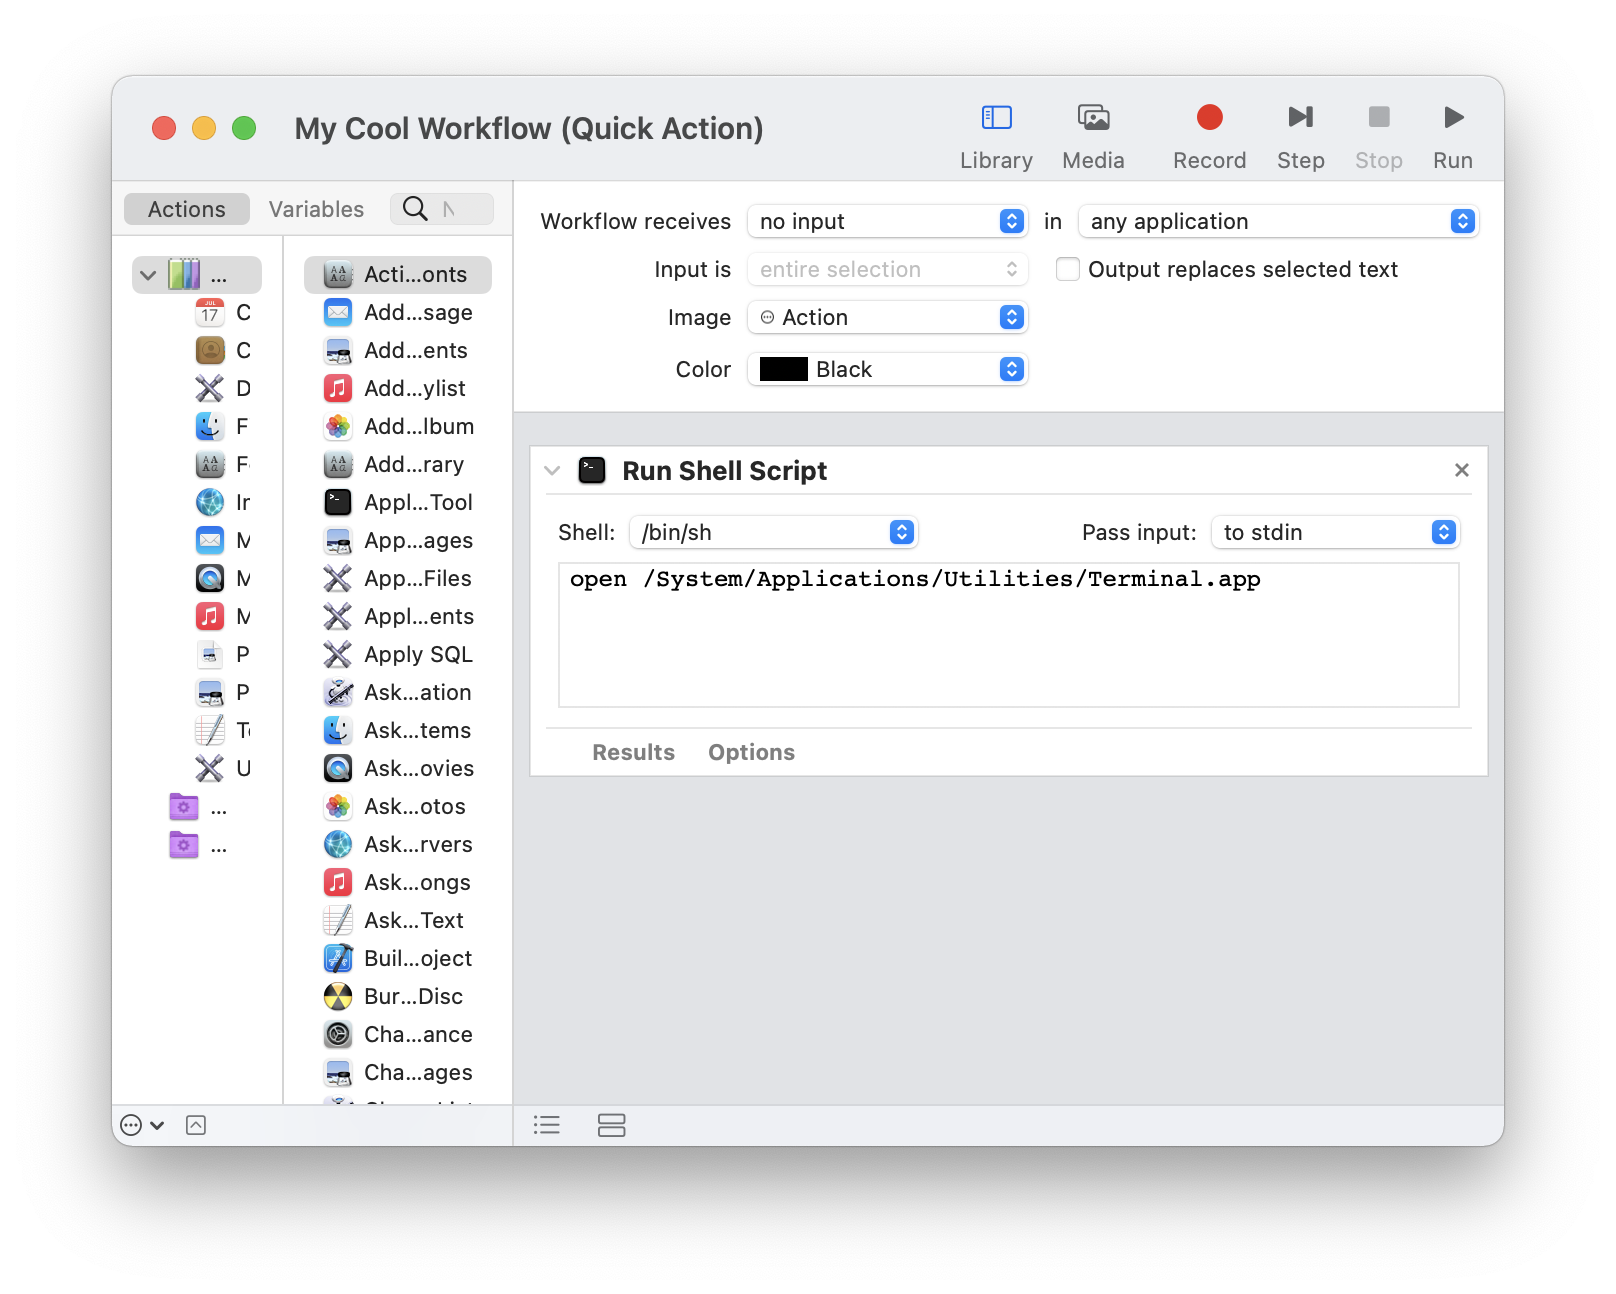 My Cool Workflow (Quick Action)
Library
Media
Record
Step
Stop
Run
Actions
Variables
N
Workflow receives
no input
in
any application
Input is
entire selection
Output replaces selected text
Image
Action
Color
Black
...
JUL
17
C
C
D
F
F
Ir
M
M
M
P
P
T
U
...
...
Acti...onts
Add...sage
Add...ents
Add...ylist
Add...lbum
Add...rary
Appl...Tool
App...ages
App...Files
Appl...ents
Apply SQL
Ask...ation
Ask...tems
Ask...ovies
Ask...otos
Ask...rvers
Ask...ongs
Ask...Text
Buil...oject
Bur...Disc
Cha...ance
Cha...ages
Run Shell Script
Shell:
/bin/sh
Pass input:
to stdin
open /System/Applications/Utilities/Terminal.app
Results
Options